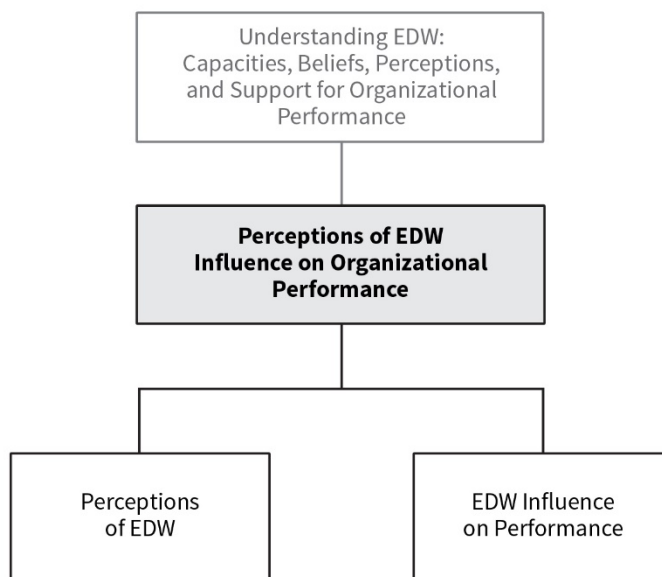 Understanding EDW:
Capacities, Beliefs, Perceptions,
and Support for Organizational
Performance
Perceptions of EDW
Influence on Organizational
Performance
Perceptions
of EDW
EDW Influence
on Performance